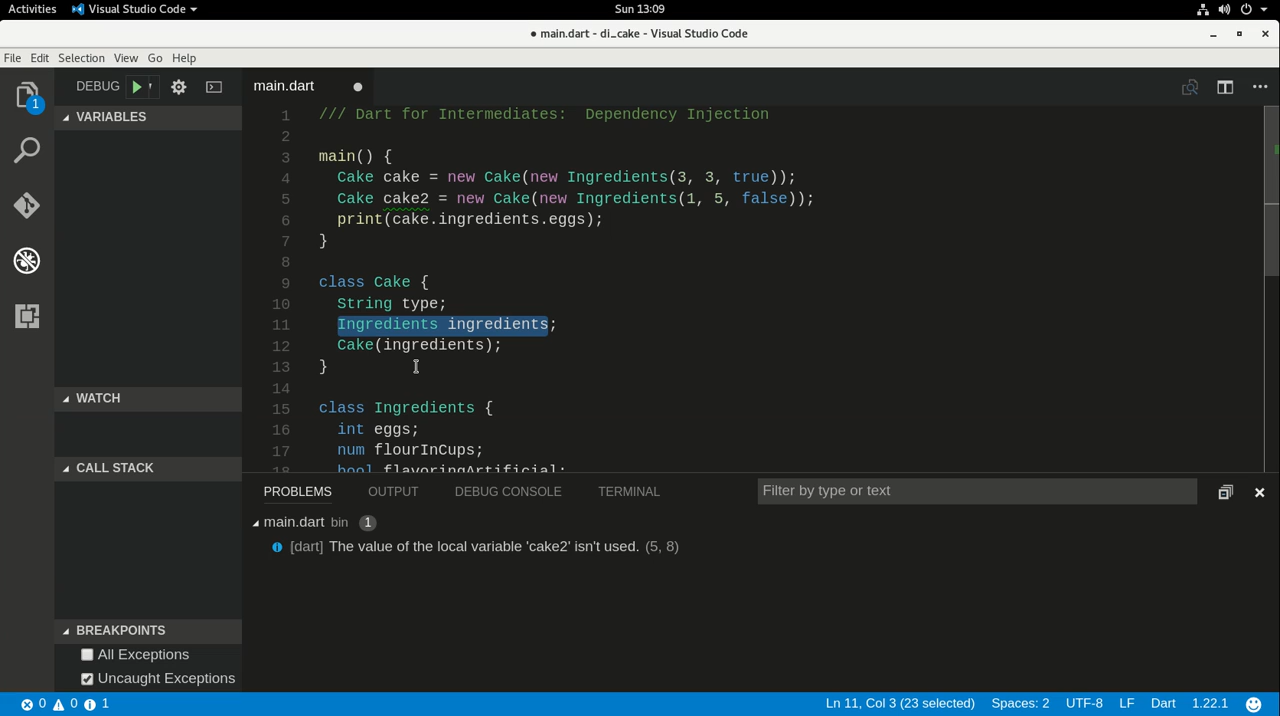 Activities Visual Studio Code Sun 13:09
● main.dart - di_cake - Visual Studio Code
File Edit Selection View Go Help
1
DEBUG
VARIABLES
WATCH
CALL STACK
BREAKPOINTS
All Exceptions
Uncaught Exceptions
main.dart
1 /// Dart for Intermediates:  Dependency Injection
2
3 main() {
4   Cake cake = new Cake(new Ingredients(3, 3, true));
5   Cake cake2 = new Cake(new Ingredients(1, 5, false));
6   print(cake.ingredients.eggs);
7 }
8
9 class Cake {
10   String type;
11   Ingredients ingredients;
12   Cake(ingredients);
13 }
14
15 class Ingredients {
16   int eggs;
17   num flourInCups;
18   bool flavoringArtificial;
PROBLEMS OUTPUT DEBUG CONSOLE TERMINAL Filter by type or text
main.dart bin 1
[dart] The value of the local variable 'cake2' isn't used. (5, 8)
0 0 1 Ln 11, Col 3 (23 selected) Spaces: 2 UTF-8 LF Dart 1.22.1